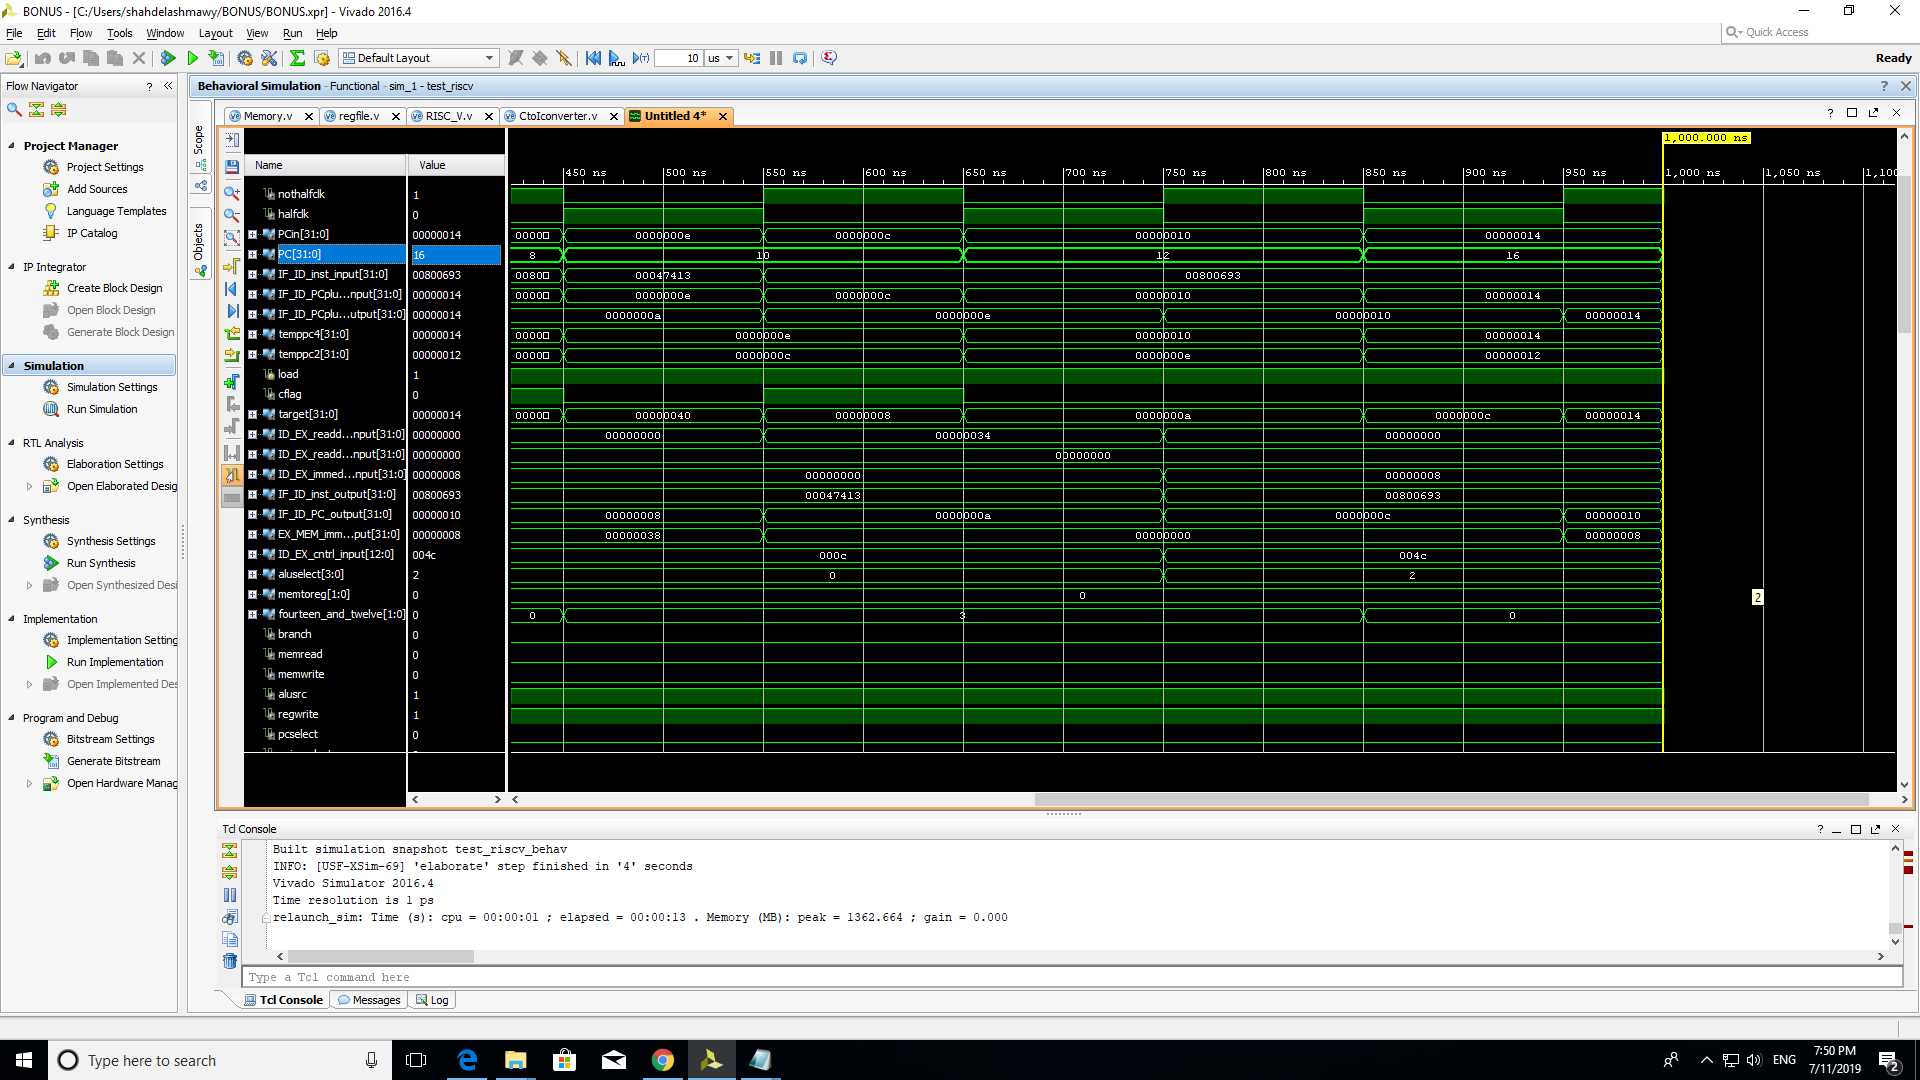 BONUS - [C:/Users/shahdelashmawy/BONUS/BONUS.xpr] - Vivado 2016.4
File Edit Flow Tools Window Layout View Run Help
Quick Access
Default Layout 10 us Ready
Flow Navigator
Behavioral Simulation - Functional - sim_1 - test_riscv
Memory.v regfile.v RISC_V.v CtoIconverter.v Untitled 4*
Project Manager
Project Settings
Add Sources
Language Templates
IP Catalog
IP Integrator
Create Block Design
Open Block Design
Generate Block Design
Simulation
Simulation Settings
Run Simulation
RTL Analysis
Elaboration Settings
Open Elaborated Desig
Synthesis
Synthesis Settings
Run Synthesis
Open Synthesized Desi
Implementation
Implementation Setting
Run Implementation
Open Implemented Des
Program and Debug
Bitstream Settings
Generate Bitstream
Open Hardware Manag
Scope
Objects
1,000.000 ns
Name Value
450 ns 500 ns 550 ns 600 ns 650 ns 700 ns 750 ns 800 ns 850 ns 900 ns 950 ns 1,000 ns 1,050 ns 1,100
nothalfclk 1
halfclk 0
PCin[31:0] 00000014 0000 0000000e 0000000c 00000010 00000014
PC[31:0] 16 8 10 12 16
IF_ID_inst_input[31:0] 00800693 0080 00047413 00800693
IF_ID_PCplu...nput[31:0] 00000014 0000 0000000e 0000000c 00000010 00000014
IF_ID_PCplu...utput[31:0] 00000014 0000000a 0000000e 00000010 00000014
temppc4[31:0] 00000014 0000 0000000e 00000010 00000014
temppc2[31:0] 00000012 0000 0000000c 0000000e 00000012
load 1
cflag 0
target[31:0] 00000014 0000 00000040 00000008 0000000a 0000000c 00000014
ID_EX_readd...nput[31:0] 00000000 00000000 00000034 00000000
ID_EX_readd...nput[31:0] 00000000 00000000
ID_EX_immed...nput[31:0] 00000008 00000000 00000008
IF_ID_inst_output[31:0] 00800693 00047413 00800693
IF_ID_PC_output[31:0] 00000010 00000008 0000000a 0000000c 00000010
EX_MEM_imm...put[31:0] 00000008 00000038 00000000 00000008
ID_EX_cntrl_input[12:0] 004c 000c 004c
aluselect[3:0] 2 0 2
memtoreg[1:0] 0 0
fourteen_and_twelve[1:0] 0 0 3 0
branch 0
memread 0
memwrite 0
alusrc 1
regwrite 1
pcselect 0
2
Tcl Console
Built simulation snapshot test_riscv_behav
INFO: [USF-XSim-69] 'elaborate' step finished in '4' seconds
Vivado Simulator 2016.4
Time resolution is 1 ps
relaunch_sim: Time (s): cpu = 00:00:01 ; elapsed = 00:00:13 . Memory (MB): peak = 1362.664 ; gain = 0.000
Type a Tcl command here
Tcl Console Messages Log
Type here to search
ENG
7:50 PM
7/11/2019
2